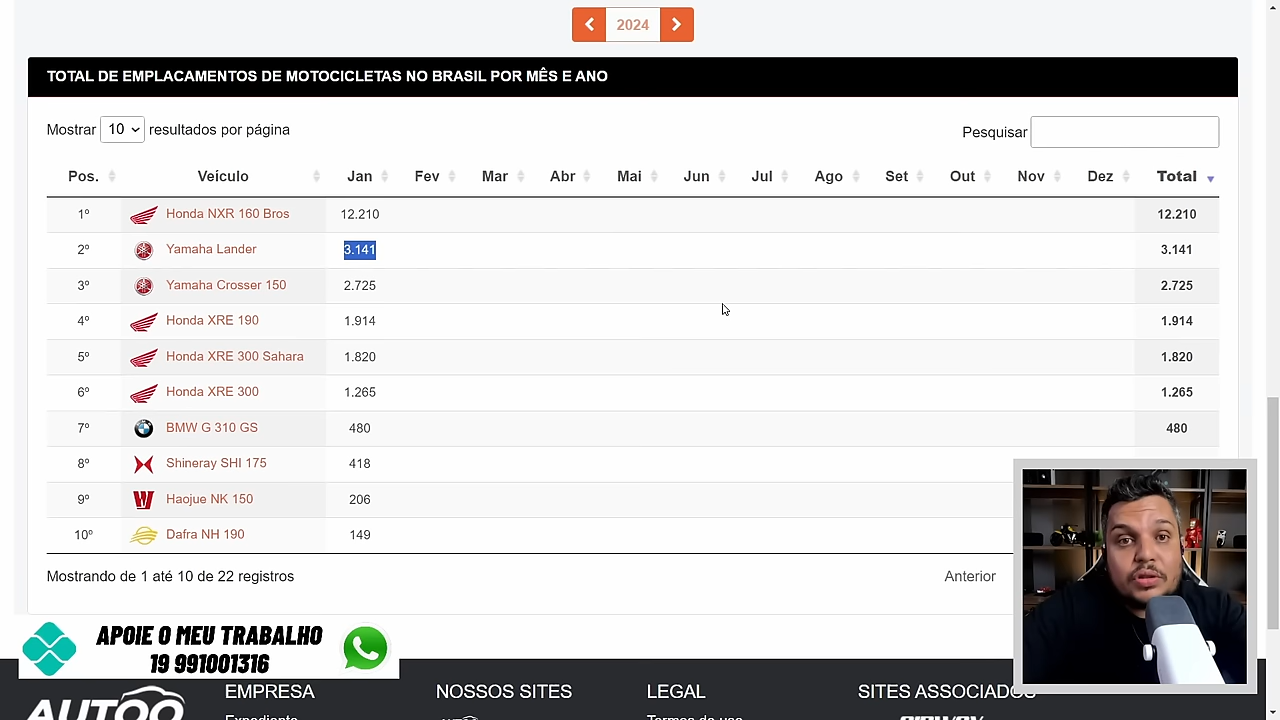 2024
TOTAL DE EMPLACAMENTOS DE MOTOCICLETAS NO BRASIL POR MÊS E ANO
Mostrar 10 resultados por página
Pesquisar
Pos. Veículo Jan Fev Mar Abr Mai Jun Jul Ago Set Out Nov Dez Total
1º Honda NXR 160 Bros 12.210 12.210
2º Yamaha Lander 3.141 3.141
3º Yamaha Crosser 150 2.725 2.725
4º Honda XRE 190 1.914 1.914
5º Honda XRE 300 Sahara 1.820 1.820
6º Honda XRE 300 1.265 1.265
7º BMW G 310 GS 480 480
8º Shineray SHI 175 418
9º Haojue NK 150 206
10º Dafra NH 190 149
Mostrando de 1 até 10 de 22 registros
Anterior
APOIE O MEU TRABALHO
19 991001316
AUTOO
EMPRESA NOSSOS SITES LEGAL SITES ASSOCIADOS
Expediente Termos de uso